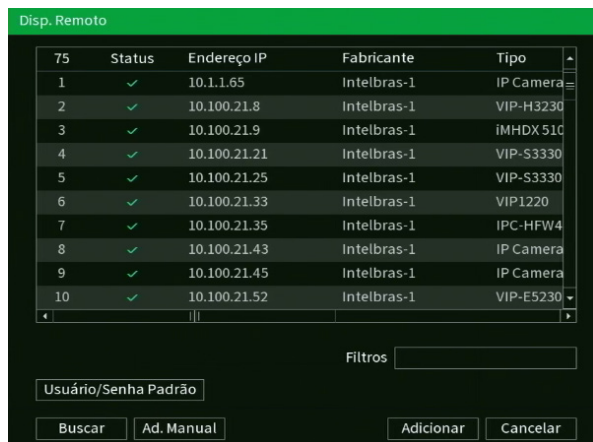 Disp. Remoto
75 Status Endereço IP Fabricante Tipo
1 10.1.1.65 Intelbras-1 IP Camera
2 10.100.21.8 Intelbras-1 VIP-H3230
3 10.100.21.9 Intelbras-1 iMHDX 510
4 10.100.21.21 Intelbras-1 VIP-S3330
5 10.100.21.25 Intelbras-1 VIP-S3330
6 10.100.21.33 Intelbras-1 VIP1220
7 10.100.21.35 Intelbras-1 IPC-HFW4
8 10.100.21.43 Intelbras-1 IP Camera
9 10.100.21.45 Intelbras-1 IP Camera
10 10.100.21.52 Intelbras-1 VIP-E5230
Filtros
Usuário/Senha Padrão
Buscar Ad. Manual Adicionar Cancelar